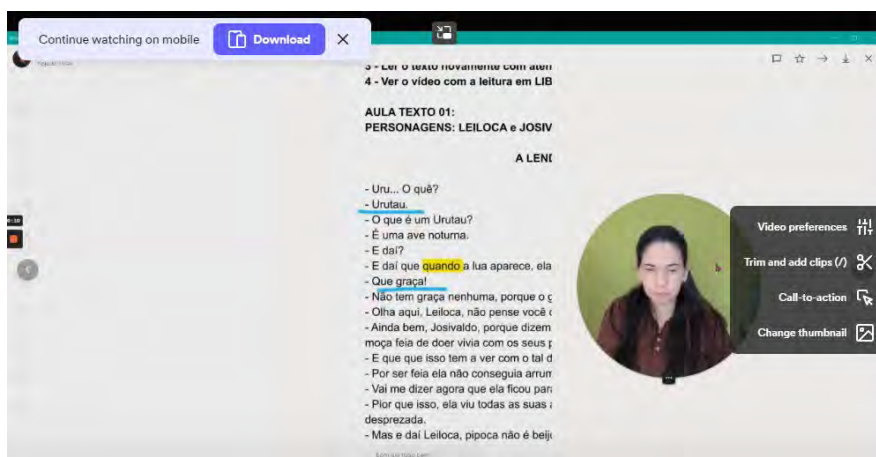 Continue watching on mobile
Download
3 - Ler o texto novamente com aten
4 - Ver o vídeo com a leitura em LIB
AULA TEXTO 01:
PERSONAGENS: LEILOCA e JOSIV
A LEND
- Uru... O quê?
- Urutau.
- O que é um Urutau?
- É uma ave noturna.
- E daí?
- E daí que quando a lua aparece, ela
- Que graça!
- Não tem graça nenhuma, porque o g
- Olha aqui, Leiloca, não pense você c
- Ainda bem, Josivaldo, porque dizem
moça feia de doer vivia com os seus p
- E que que isso tem a ver com o tal d
- Por ser feia ela não conseguia arrum
- Vai me dizer agora que ela ficou para
- Pior que isso, ela viu todas as suas a
desprezada.
- Mas e daí Leiloca, pipoca não é beijo
Video preferences
Trim and add clips (/)
Call-to-action
Change thumbnail